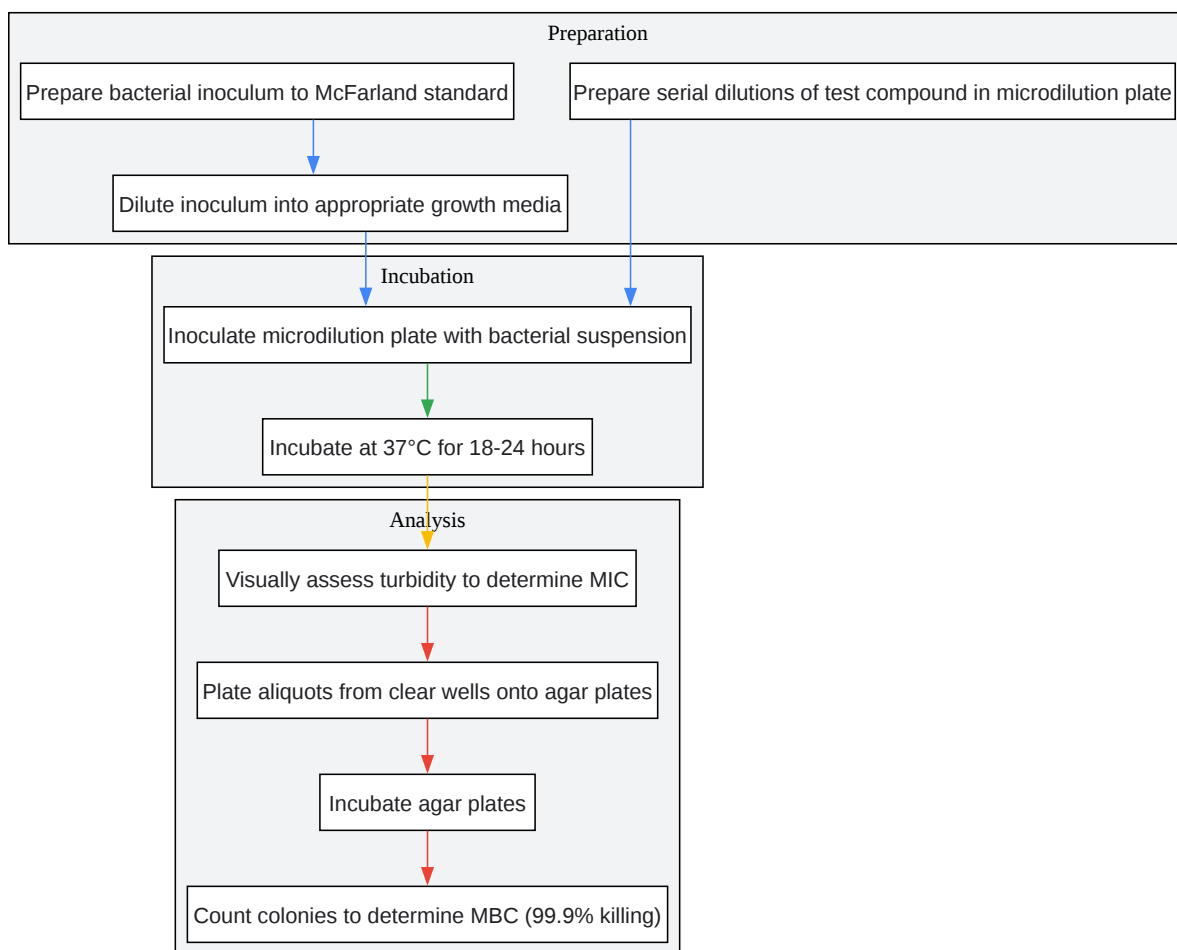 Preparation
Prepare bacterial inoculum to McFarland standard
Prepare serial dilutions of test compound in microdilution plate
Dilute inoculum into appropriate growth media
Incubation
Inoculate microdilution plate with bacterial suspension
Incubate at 37°C for 18-24 hours
Analysis
Visually assess turbidity to determine MIC
Plate aliquots from clear wells onto agar plates
Incubate agar plates
Count colonies to determine MBC (99.9% killing)